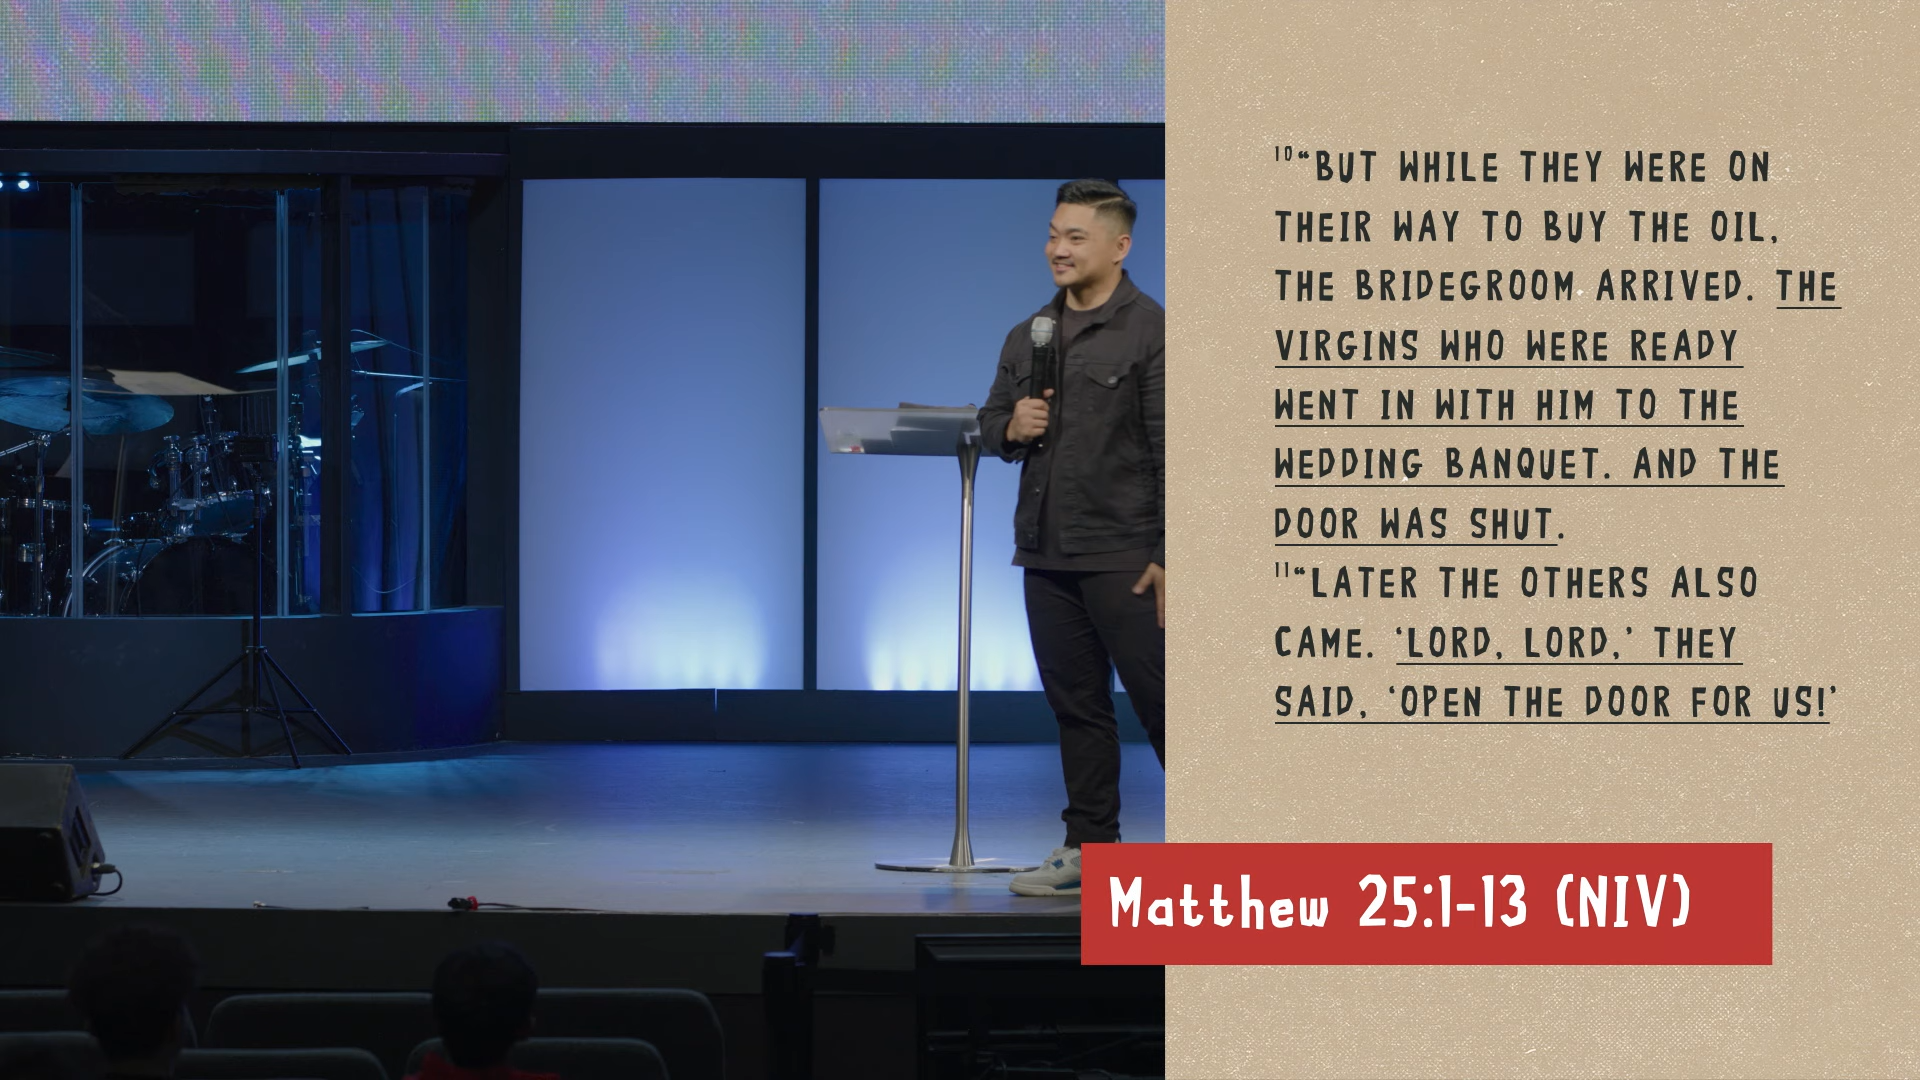 10 “BUT WHILE THEY WERE ON
THEIR WAY TO BUY THE OIL,
THE BRIDEGROOM ARRIVED. THE
VIRGINS WHO WERE READY
WENT IN WITH HIM TO THE
WEDDING BANQUET. AND THE
DOOR WAS SHUT.
11 “LATER THE OTHERS ALSO
CAME. ‘LORD, LORD,’ THEY
SAID, ‘OPEN THE DOOR FOR US!’
Matthew 25:1-13 (NIV)